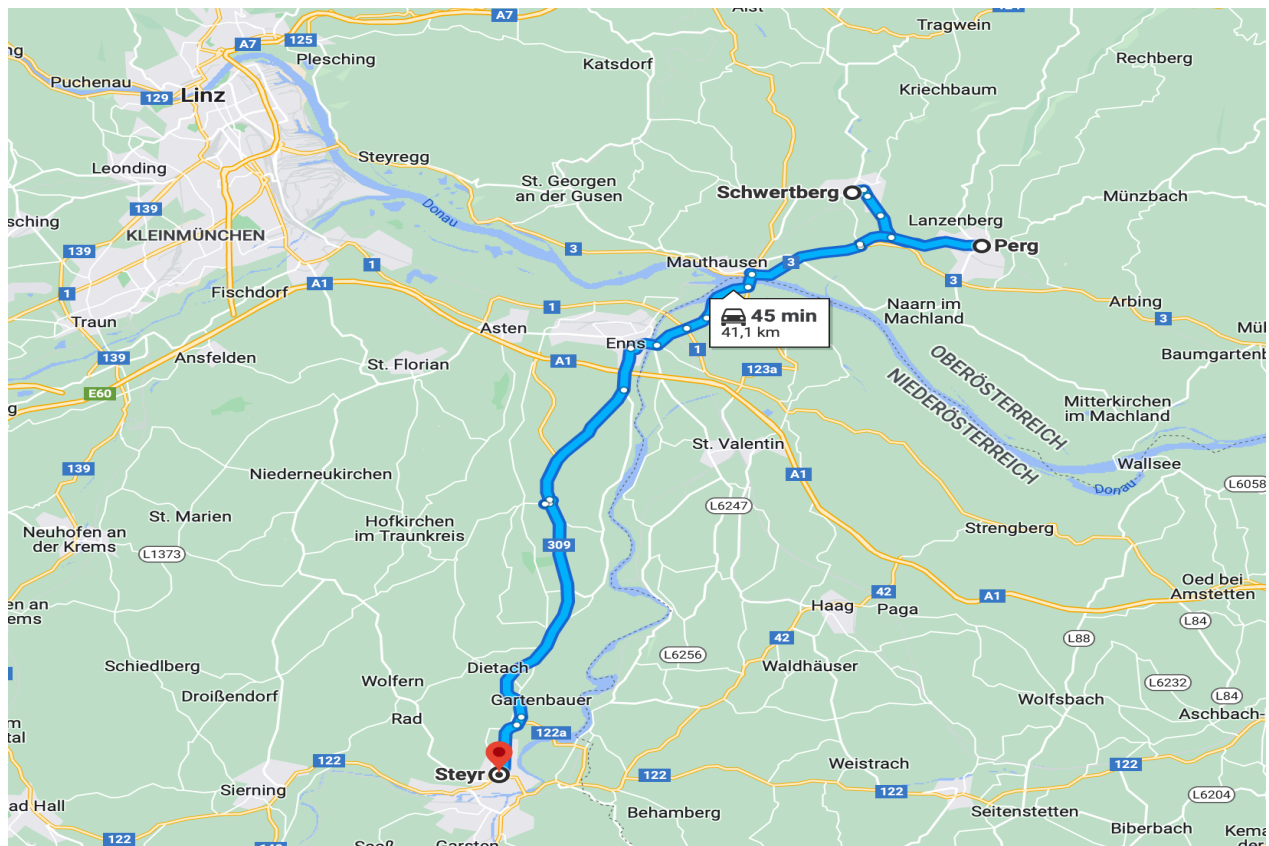 A7
Tragwein
125
A7
Plesching
Katsdorf
Rechberg
Puchenau
Linz
129
Kriechbaum
Steyregg
Leonding
St. Georgen
an der Gusen
Schwertberg
Münzbach
139
Donau
Lanzenberg
sching
KLEINMÜNCHEN
Perg
139
3
1
Mauthausen
3
A1
3
Fischdorf
1
1
Naarn im
Machland
Arbing
3
Traun
Asten
45 min
41,1 km
Enns
139
Ansfelden
St. Florian
A1
1
123a
Baumgartenb
E60
OBERÖSTERREICH
NIEDERÖSTERREICH
Mitterkirchen
im Machland
St. Valentin
139
Niederneukirchen
A1
Wallsee
Donau
L6058
L6247
St. Marien
Hofkirchen
im Traunkreis
Strengberg
Neuhofen an
der Krems
L1373
309
Oed bei
Amstetten
42
A1
Haag
Paga
L84
42
L88
L6256
Schiedlberg
Dietach
Waldhäuser
Wolfern
L6232
Droißendorf
Gartenbauer
Wolfsbach
L84
Rad
Aschbach-
122a
122
Steyr
122
Weistrach
122
Sierning
122
L6204
ad Hall
Behamberg
Seitenstetten
Biberbach
122
Garsten